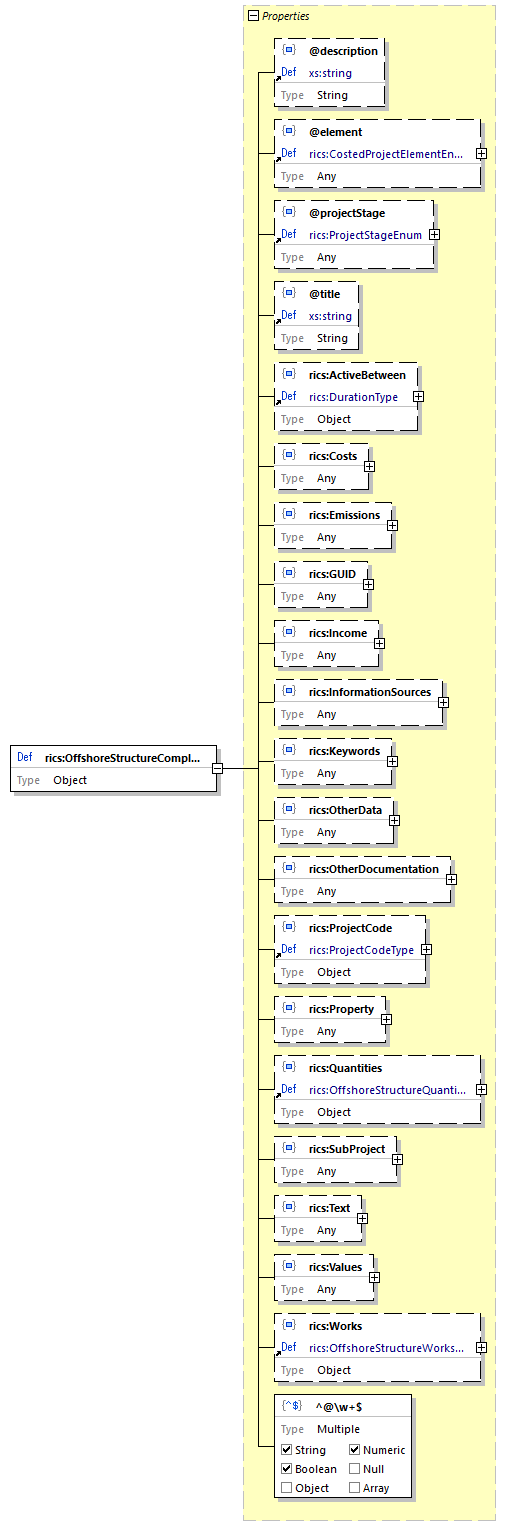 Properties
@description
Def xs:string
Type String
@element
Def rics:CostedProjectElementEn...
Type Any
@projectStage
Def rics:ProjectStageEnum
Type Any
@title
Def xs:string
Type String
rics:ActiveBetween
Def rics:DurationType
Type Object
rics:Costs
Type Any
rics:Emissions
Type Any
rics:GUID
Type Any
rics:Income
Type Any
rics:InformationSources
Type Any
Def rics:OffshoreStructureCompl...
Type Object
rics:Keywords
Type Any
rics:OtherData
Type Any
rics:OtherDocumentation
Type Any
rics:ProjectCode
Def rics:ProjectCodeType
Type Object
rics:Property
Type Any
rics:Quantities
Def rics:OffshoreStructureQuanti...
Type Object
rics:SubProject
Type Any
rics:Text
Type Any
rics:Values
Type Any
rics:Works
Def rics:OffshoreStructureWorks...
Type Object
{^$} ^@\w+$
Type Multiple
String Numeric
Boolean Null
Object Array